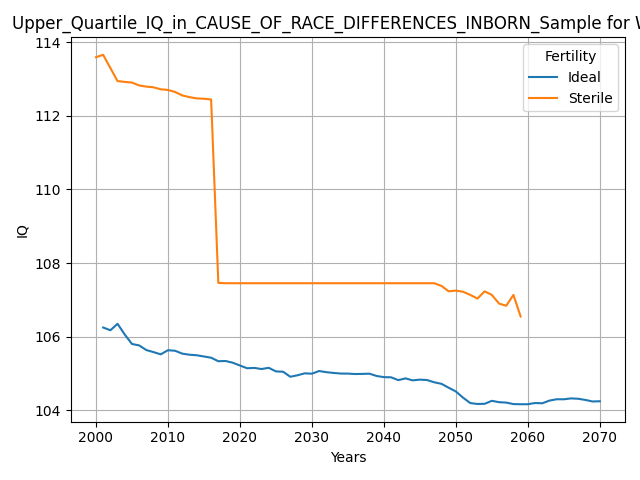 Upper_Quartile_IQ_in_CAUSE_OF_RACE_DIFFERENCES_INBORN_Sample for
114
112
110
108
106
104
IQ
Fertility
Ideal
Sterile
2000 2010 2020 2030 2040 2050 2060 2070
Years